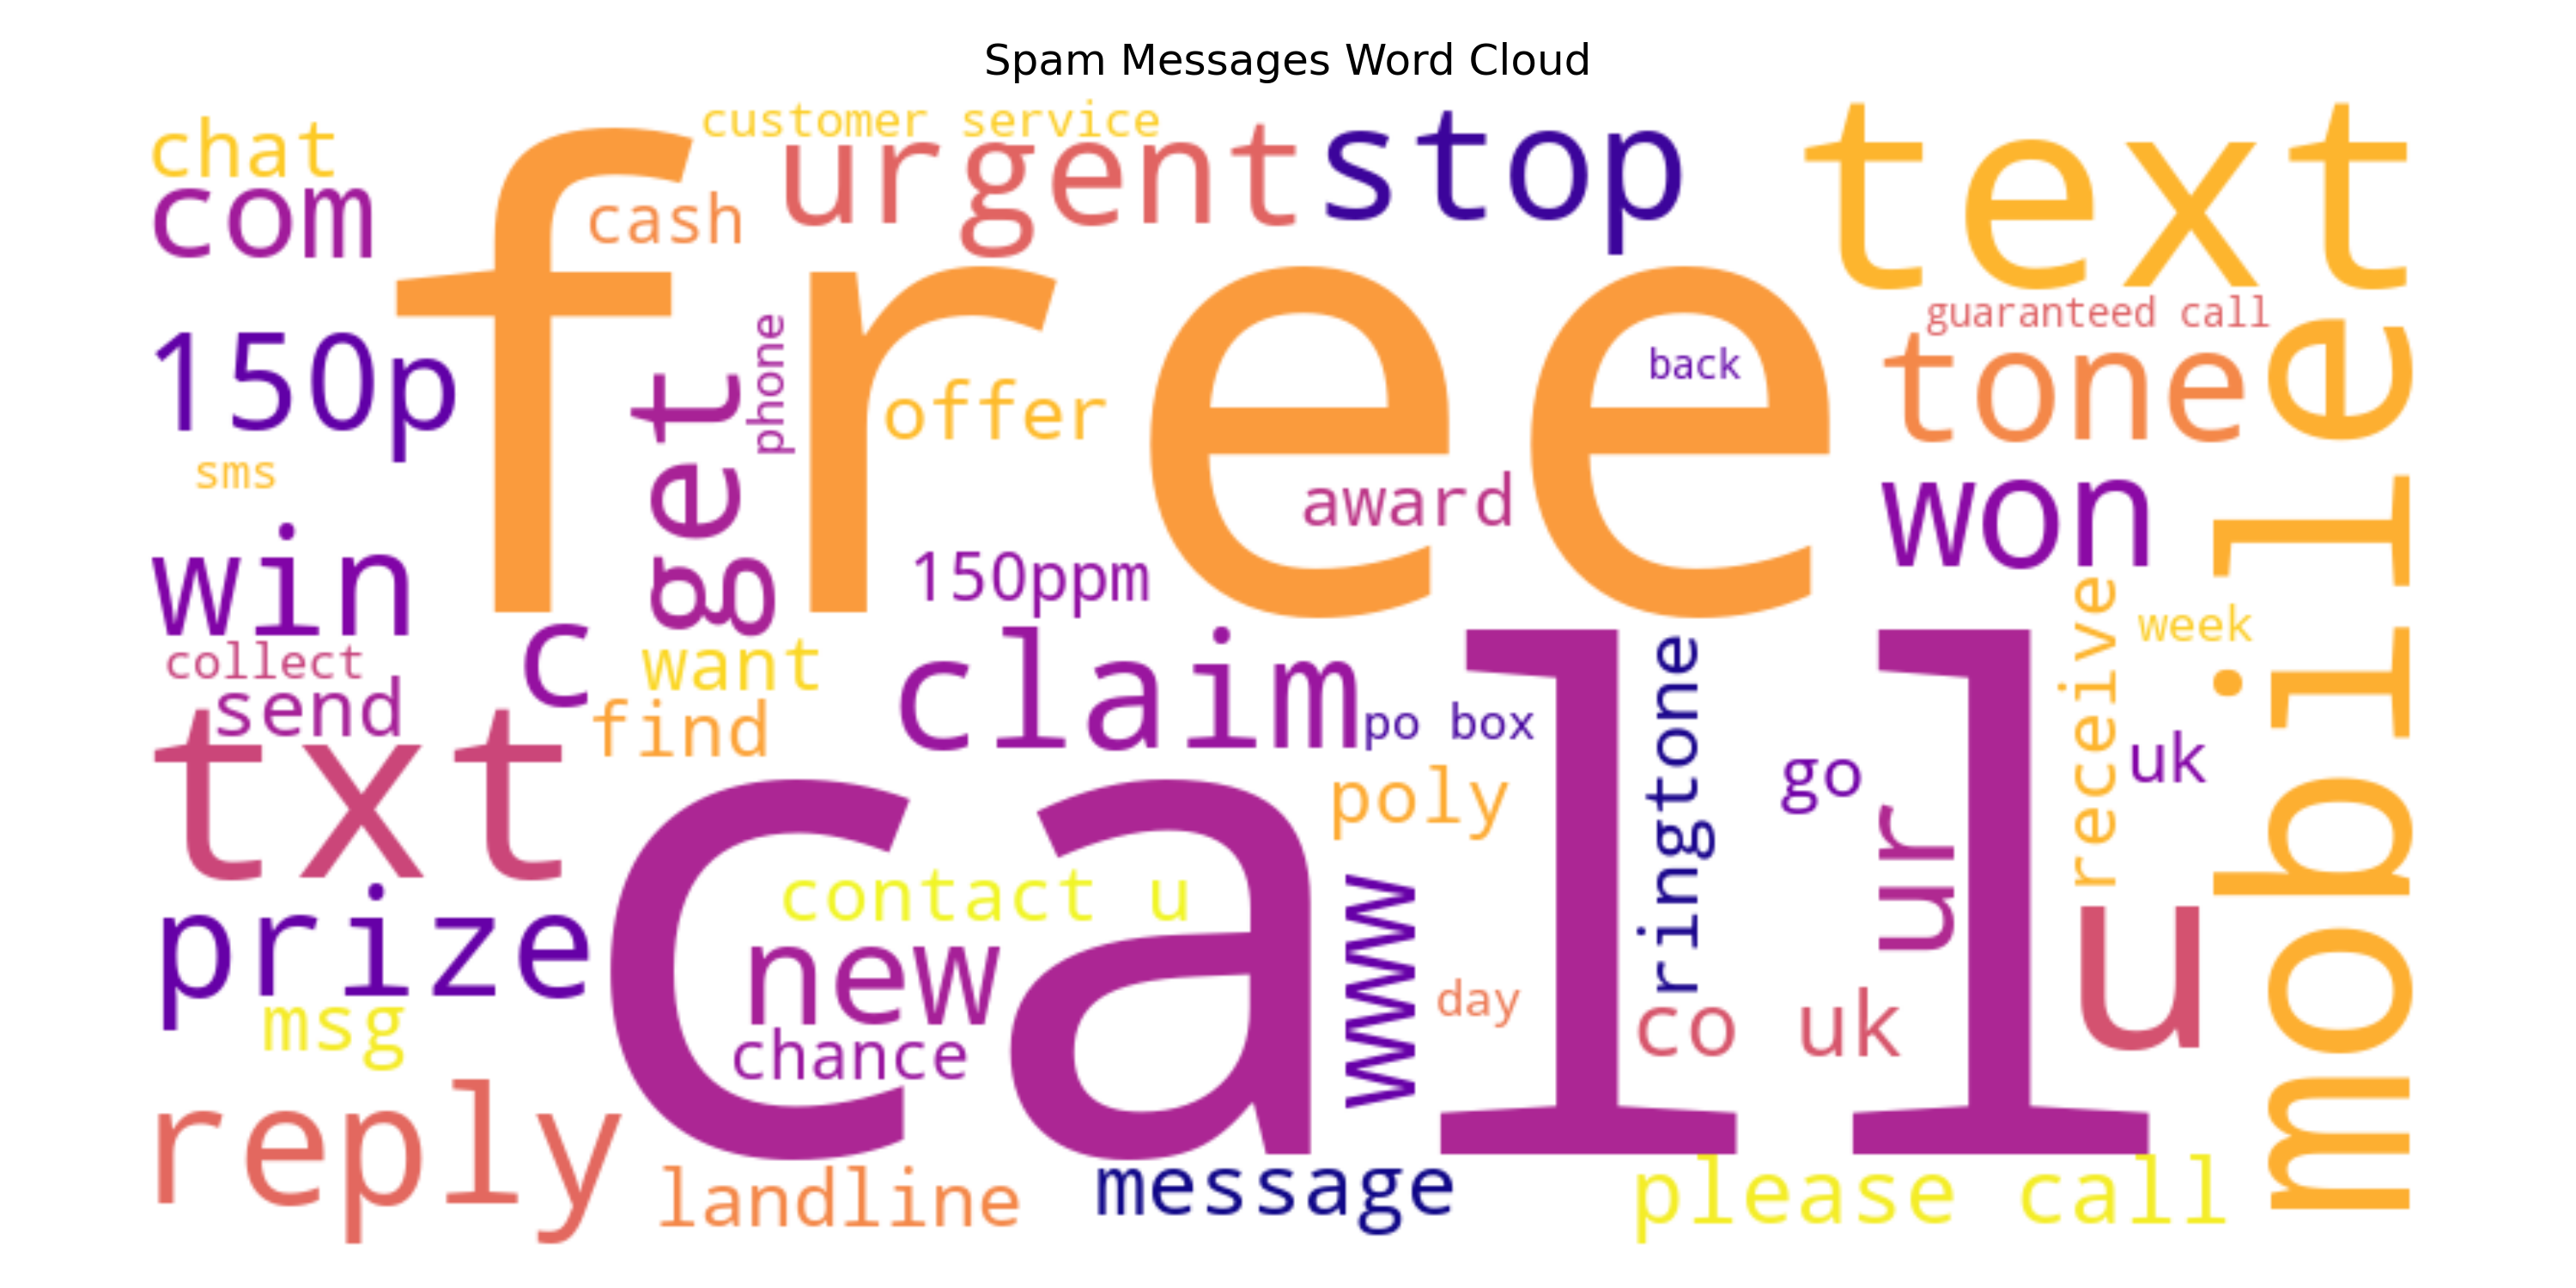 Spam Messages Word Cloud
customer service
chat
urgent
stop
text
com
cash
free
guaranteed call
150p
phone
get
offer
back
tone
mobile
sms
award
won
win
150ppm
c
want
claim
collect
send
find
po box
ringtone
receive
week
txt
call
poly
go
uk
ur
contact u
prize
new
www
day
co uk
u
msg
chance
reply
landline
message
please call